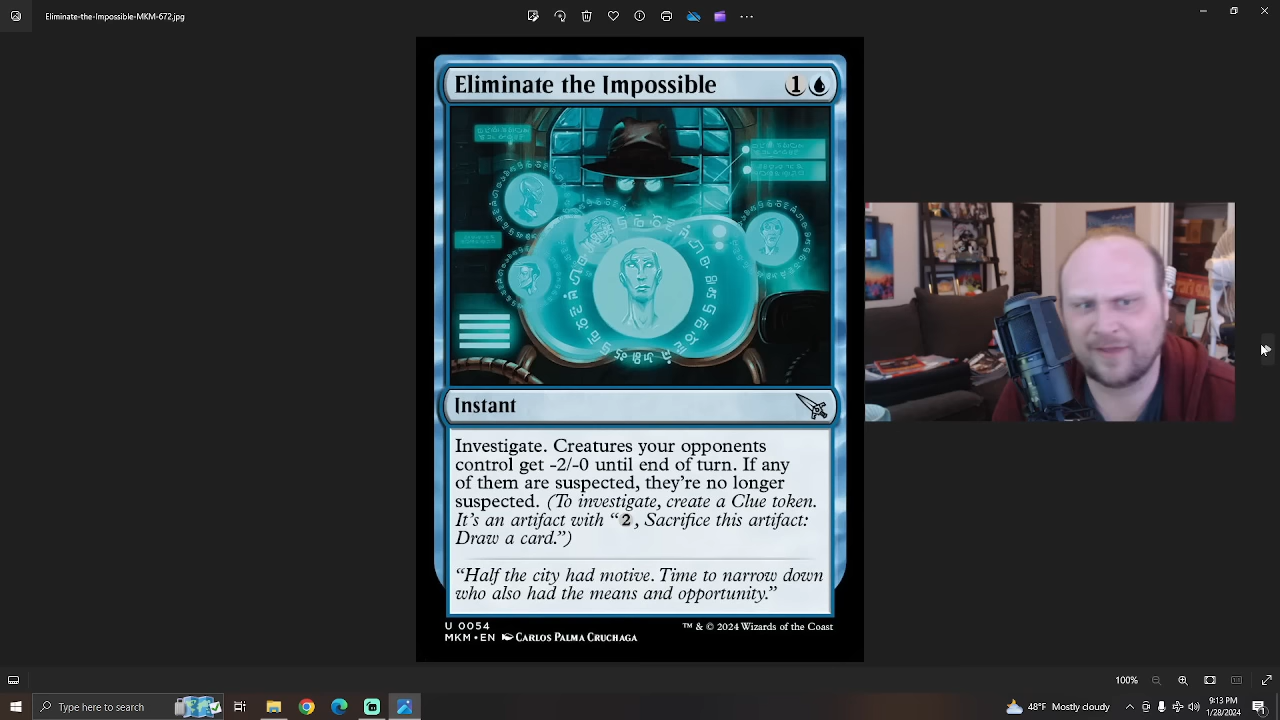 Eliminate-the-Impossible-MKM-672.jpg
Eliminate the Impossible 1
Instant
Investigate. Creatures your opponents
control get -2/-0 until end of turn. If any
of them are suspected, they're no longer
suspected. (To investigate, create a Clue token.
It's an artifact with “2, Sacrifice this artifact:
Draw a card.”)
“Half the city had motive. Time to narrow down
who also had the means and opportunity.”
U 0054
MKM • EN CARLOS PALMA CRUCHAGA
™ & © 2024 Wizards of the Coast
100%
Type here to search
48°F Mostly cloudy
9:13 PM
1/28/2024